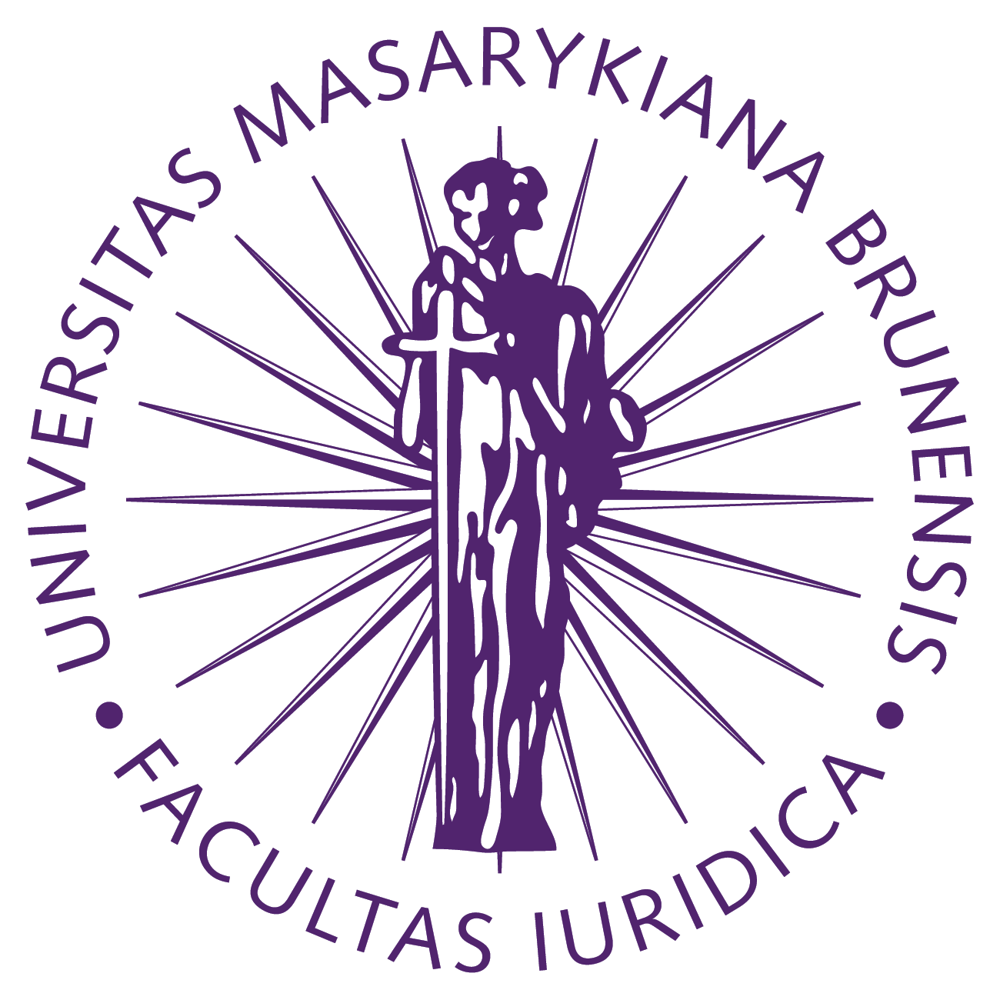 UNIVERSITAS MASARYKIANA BRUNENSIS
• FACULTAS IURIDICA •